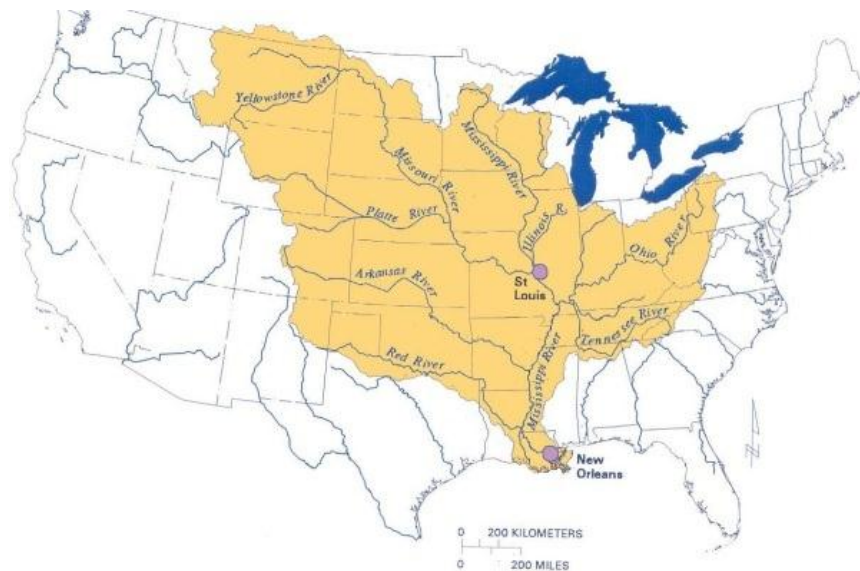 Yellowstone River
Missouri River
Mississippi River
Platte River
Illinois R
Ohio River
St
Louis
Arkansas River
Tennessee River
Red River
Mississippi River
New
Orleans
0 200 KILOMETERS
0 200 MILES